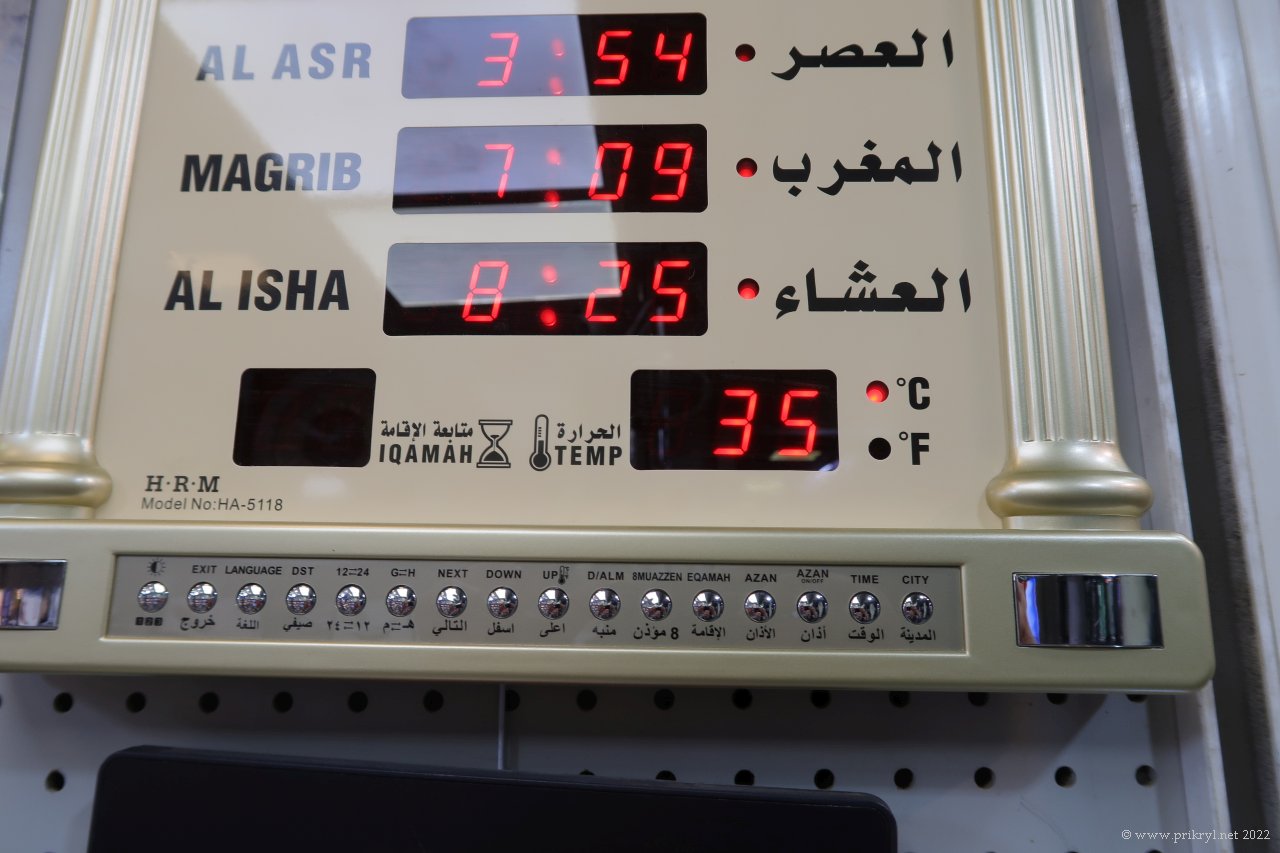 AL ASR 3:54 العصر
MAGRIB 7:09 المغرب
AL ISHA 8:25 العشاء
°C
متابعة الإقامة الحرارة 35
IQAMAH TEMP °F
H·R·M
Model No:HA-5118
EXIT LANGUAGE DST 12⇄24 G⇄H NEXT DOWN UP D/ALM 8MUAZZEN EQAMAH AZAN AZAN ON/OFF TIME CITY
خروج اللغة صيفي ١٢⇄٢٤ هـ⇄م التالي اسفل اعلى منبه 8 مؤذن الإقامة الأذان أذان الوقت المدينة
© www.prikryl.net 2022